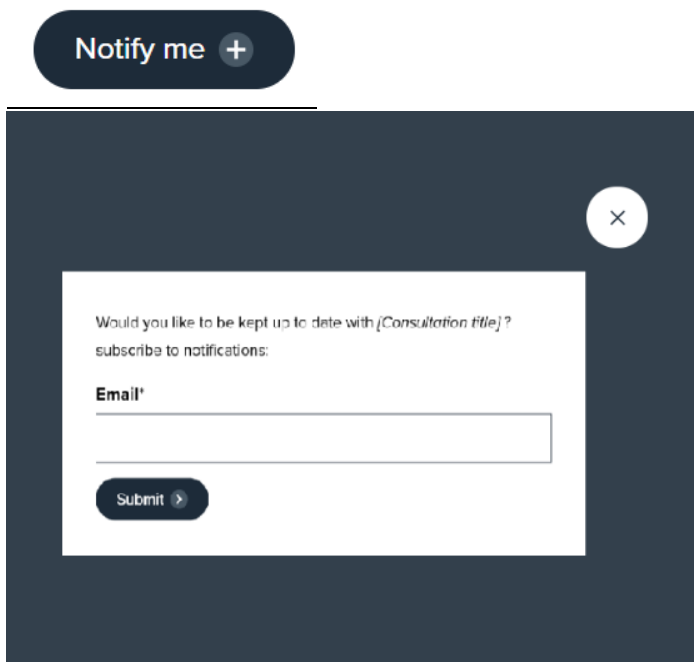 Notify me
Would you like to be kept up to date with [Consultation title]?
subscribe to notifications:
Email*
Submit